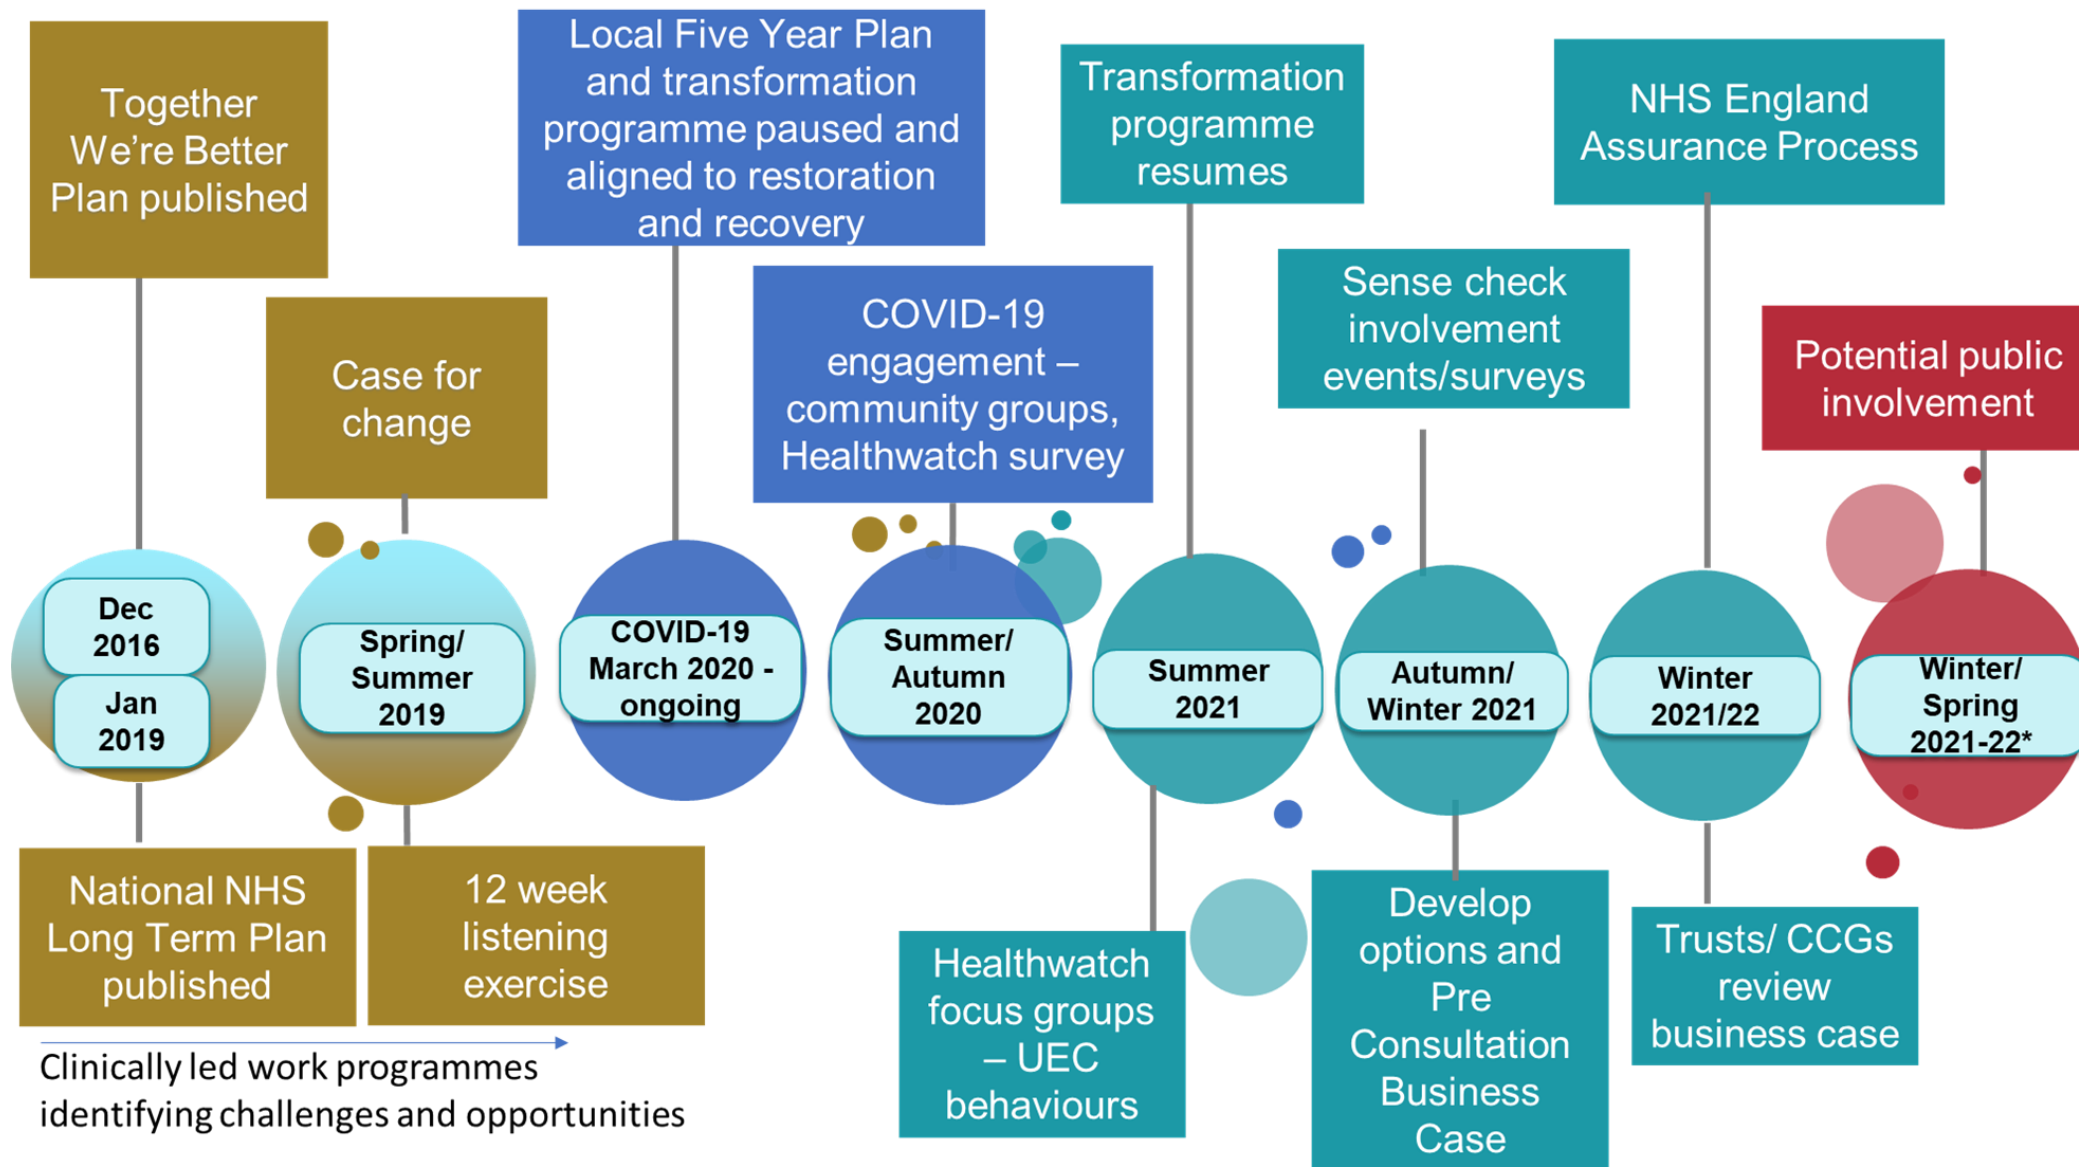 Together
We’re Better
Plan published
Dec
2016
Jan
2019
National NHS
Long Term Plan
published
Case for
change
Spring/
Summer
2019
12 week
listening
exercise
Clinically led work programmes
identifying challenges and opportunities
Local Five Year Plan
and transformation
programme paused and
aligned to restoration
and recovery
COVID-19
March 2020 -
ongoing
COVID-19
engagement –
community groups,
Healthwatch survey
Summer/
Autumn
2020
Transformation
programme
resumes
Summer
2021
Healthwatch
focus groups
– UEC
behaviours
Sense check
involvement
events/surveys
Autumn/
Winter 2021
Develop
options and
Pre
Consultation
Business
Case
NHS England
Assurance Process
Winter
2021/22
Trusts/ CCGs
review
business case
Potential public
involvement
Winter/
Spring
2021-22*